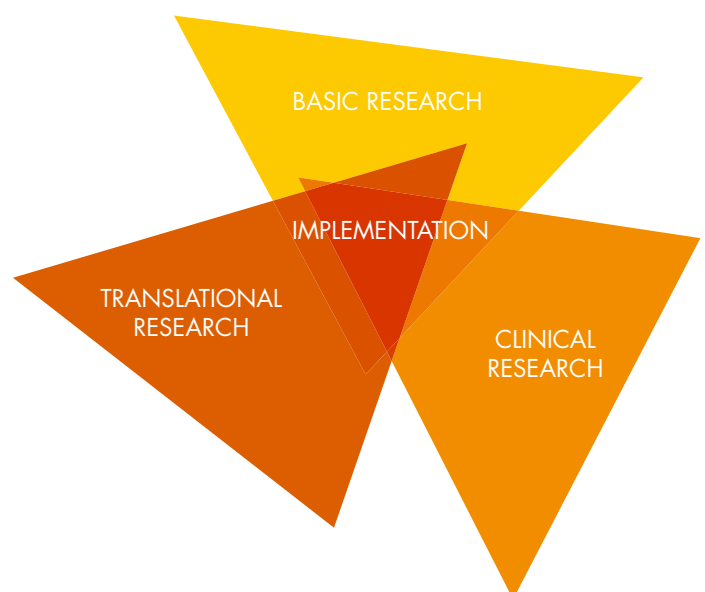 BASIC RESEARCH
IMPLEMENTATION
TRANSLATIONAL
RESEARCH
CLINICAL
RESEARCH